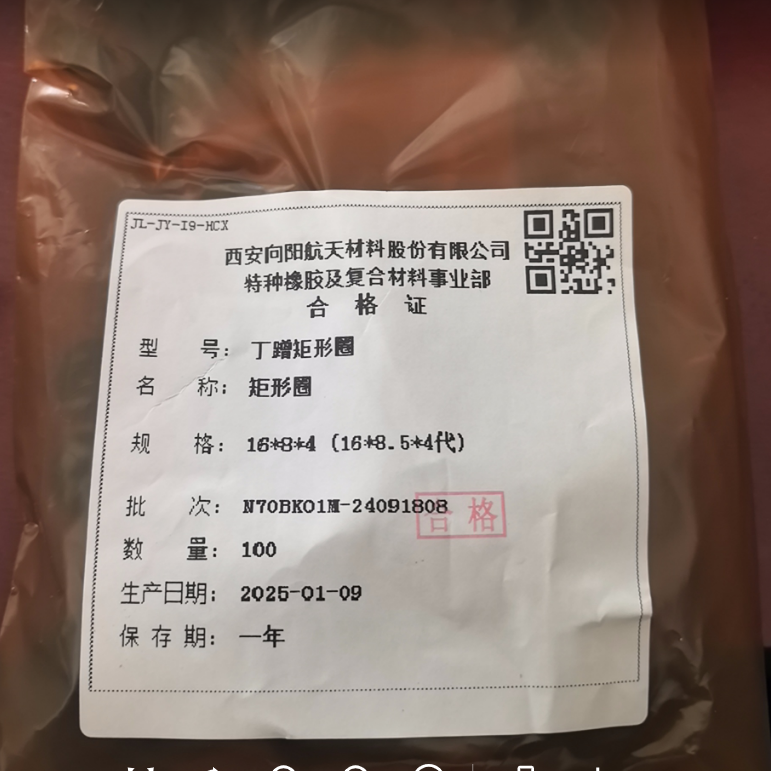 JL-JY-I9-HCX
西安向阳航天材料股份有限公司
特种橡胶及复合材料事业部
合格证
型号：丁蹭矩形圈
名称：矩形圈
规格：16*8*4 (16*8.5*4代)
批次：N70BK01M-24091808
合格
数量：100
生产日期：2025-01-09
保存期：一年